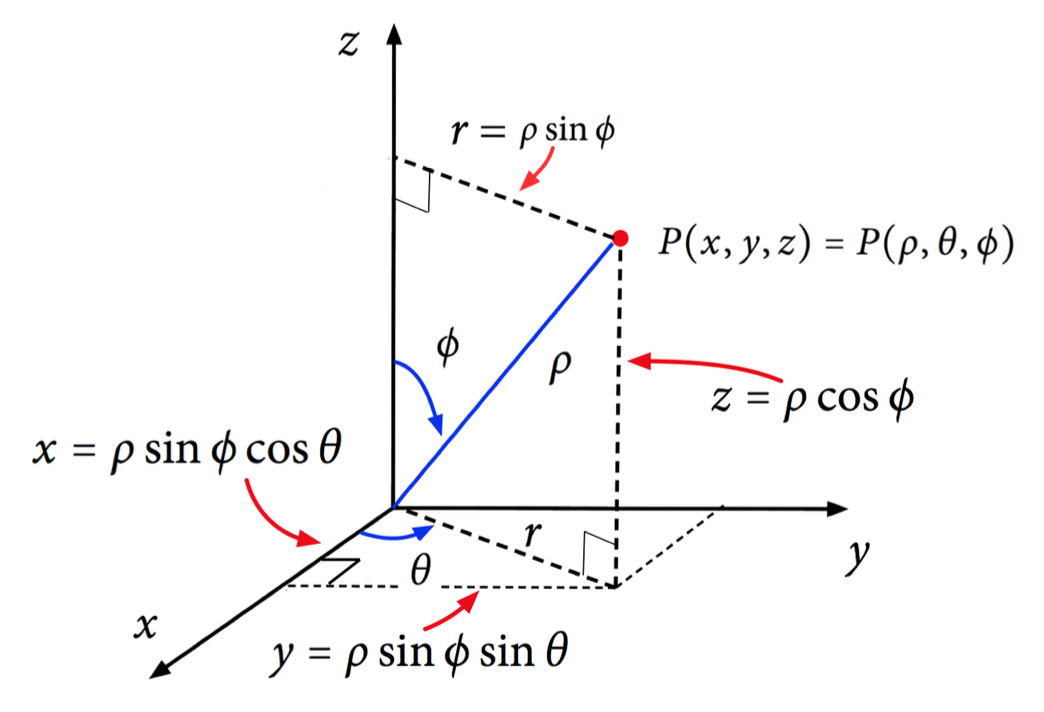 z
r = ρ sin ϕ
P(x, y, z) = P(ρ, θ, ϕ)
ϕ
ρ
z = ρ cos ϕ
x = ρ sin ϕ cos θ
r
θ
y
x
y = ρ sin ϕ sin θ